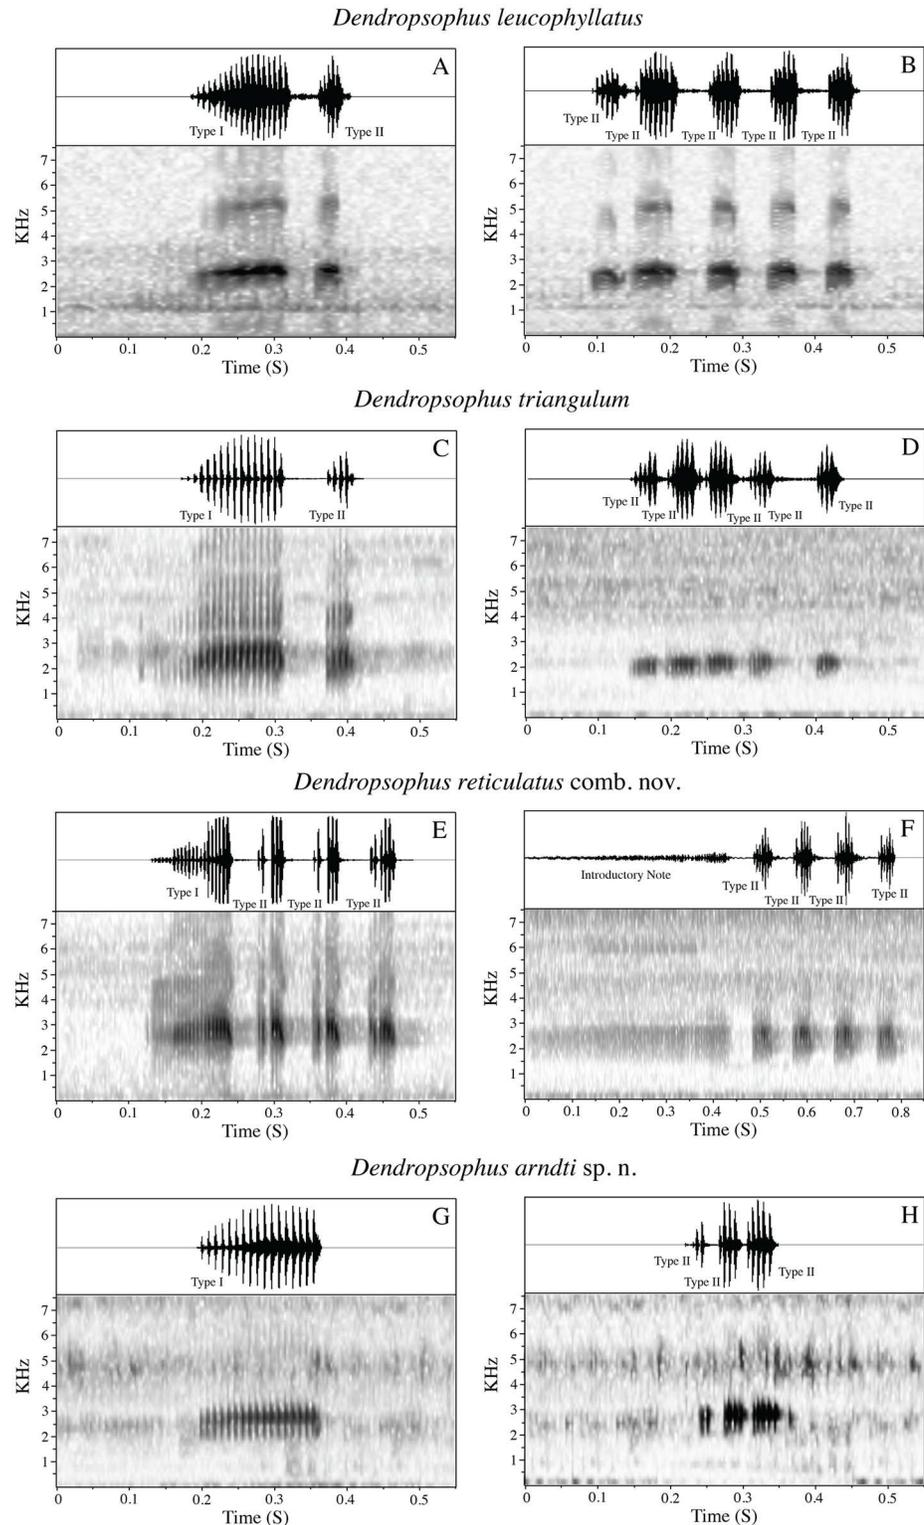 Dendropsophus leucophyllatus
A
Type I
Type II
KHz
7
6
5
4
3
2
1
0 0.1 0.2 0.3 0.4 0.5
Time (S)
B
Type II
Type II Type II Type II Type II
KHz
7
6
5
4
3
2
1
0 0.1 0.2 0.3 0.4 0.5
Time (S)
Dendropsophus triangulum
C
Type I Type II
KHz
7
6
5
4
3
2
1
0 0.1 0.2 0.3 0.4 0.5
Time (S)
D
Type II Type II
Type II Type II Type II
KHz
7
6
5
4
3
2
1
0 0.1 0.2 0.3 0.4 0.5
Time (S)
Dendropsophus reticulatus comb. nov.
E
Type I
Type II Type II Type II
KHz
7
6
5
4
3
2
1
0 0.1 0.2 0.3 0.4 0.5
Time (S)
F
Introductory Note
Type II Type II
Type II Type II
KHz
7
6
5
4
3
2
1
0 0.1 0.2 0.3 0.4 0.5 0.6 0.7 0.8
Time (S)
Dendropsophus arndti sp. n.
G
Type I
KHz
7
6
5
4
3
2
1
0 0.1 0.2 0.3 0.4 0.5
Time (S)
H
Type II
Type II
Type II
KHz
7
6
5
4
3
2
1
0 0.1 0.2 0.3 0.4 0.5
Time (S)